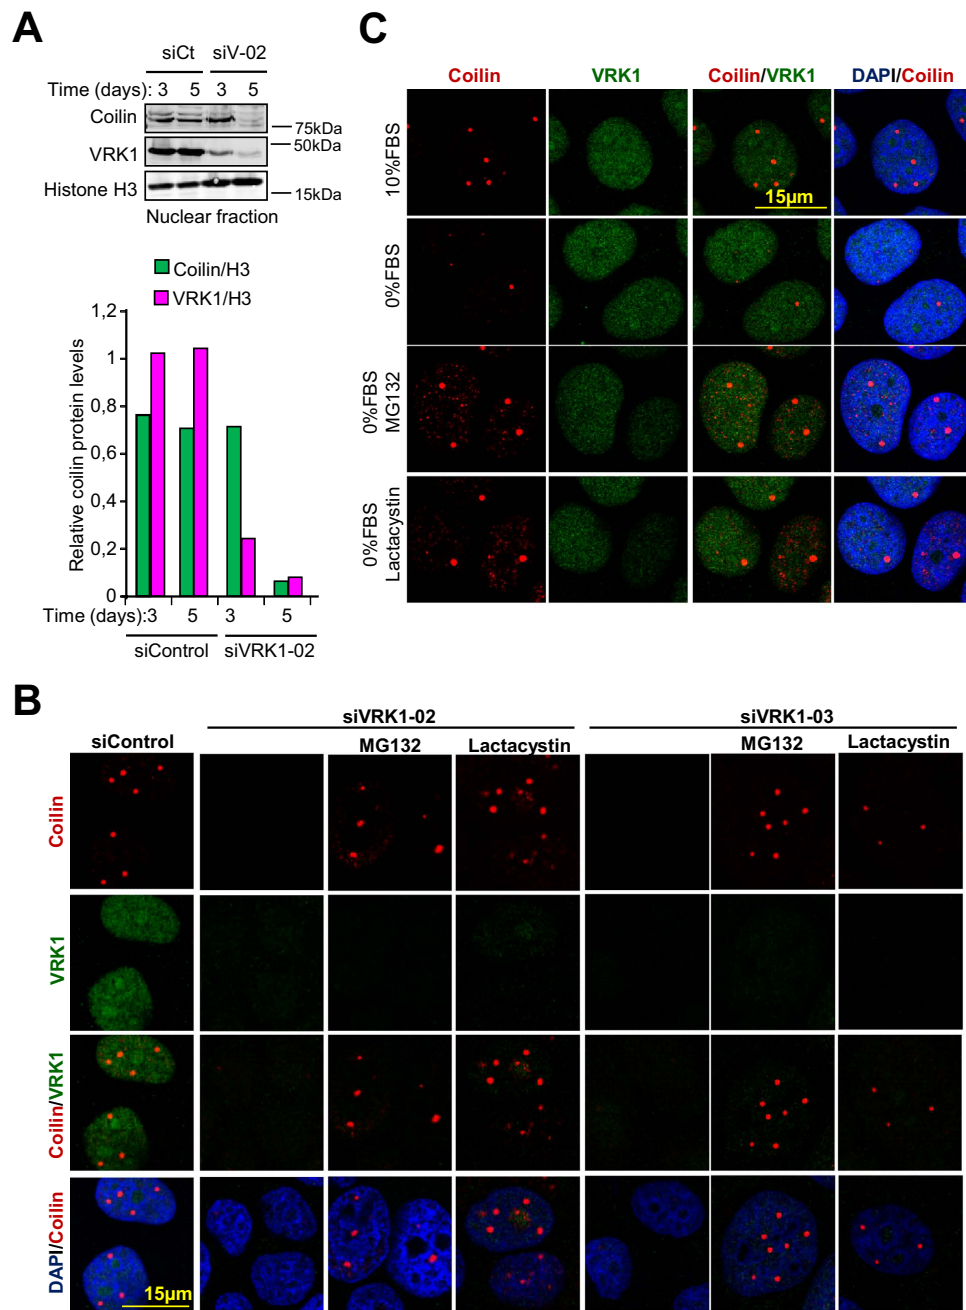 A
siCt siV-02
Time (days): 3 5 3 5
Coilin
75kDa
50kDa
VRK1
Histone H3
15kDa
Nuclear fraction
Coilin/H3
VRK1/H3
Relative coilin protein levels
1,2
1
0,8
0,6
0,4
0,2
0
Time (days):3 5 3 5
siControl siVRK1-02
C
Coilin VRK1 Coilin/VRK1 DAPI/Coilin
10%FBS
15µm
0%FBS
0%FBS
MG132
0%FBS
Lactacystin
B
siVRK1-02 siVRK1-03
siControl MG132 Lactacystin MG132 Lactacystin
Coilin
VRK1
Coilin/VRK1
DAPI/Coilin
15µm